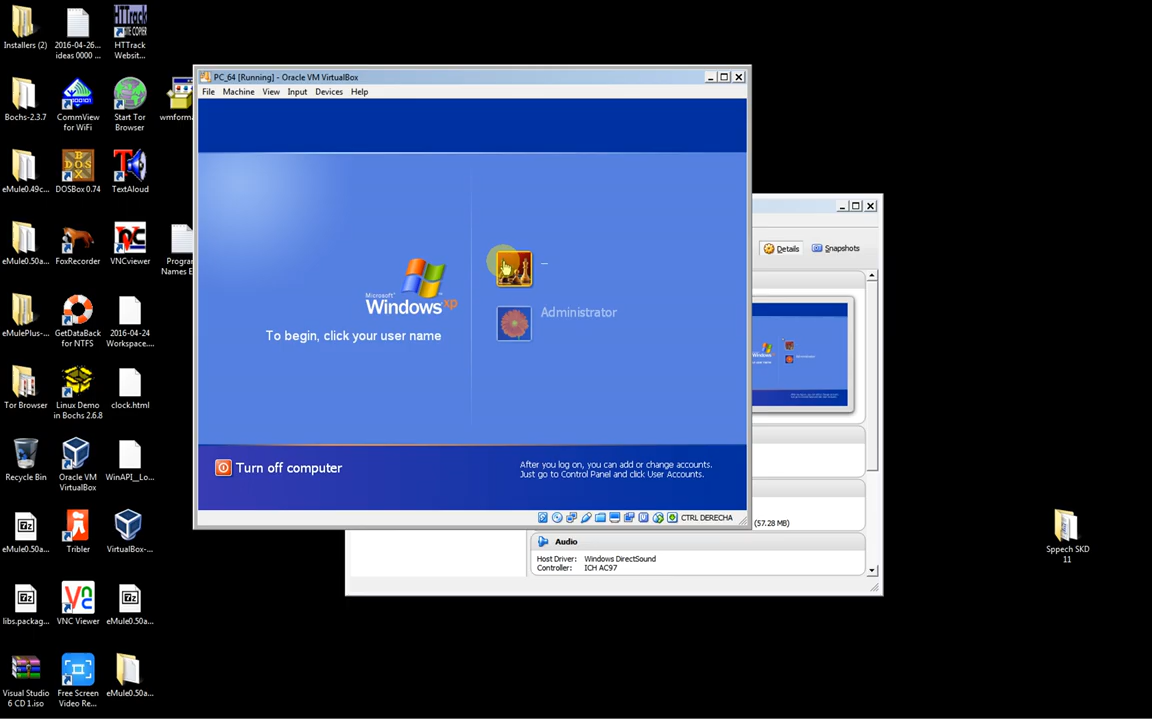 Installers (2)
2016-04-26...
ideas 0000 ...
HTTrack
Websit...
Bochs-2.3.7
CommView
for WiFi
Start Tor
Browser
wmforma
eMule0.49c...
DOSBox 0.74
TextAloud
eMule0.50a...
FoxRecorder
VNCviewer
Program
Names E
eMulePlus-...
GetDataBack
for NTFS
2016-04-24
Workspace....
Tor Browser
Linux Demo
in Bochs 2.6.8
clock.html
Recycle Bin
Oracle VM
VirtualBox
WinAPI__Lo...
eMule0.50a...
Tribler
VirtualBox-...
libs.packag...
VNC Viewer
eMule0.50a...
Visual Studio
6 CD 1.iso
Free Screen
Video Re...
eMule0.50a...
PC_64 [Running] - Oracle VM VirtualBox
File Machine View Input Devices Help
Microsoft
Windows xp
To begin, click your user name
_
Administrator
Turn off computer
After you log on, you can add or change accounts.
Just go to Control Panel and click User Accounts.
CTRL DERECHA
Details Snapshots
(57.28 MB)
Audio
Host Driver: Windows DirectSound
Controller: ICH AC97
Sppech SKD
11